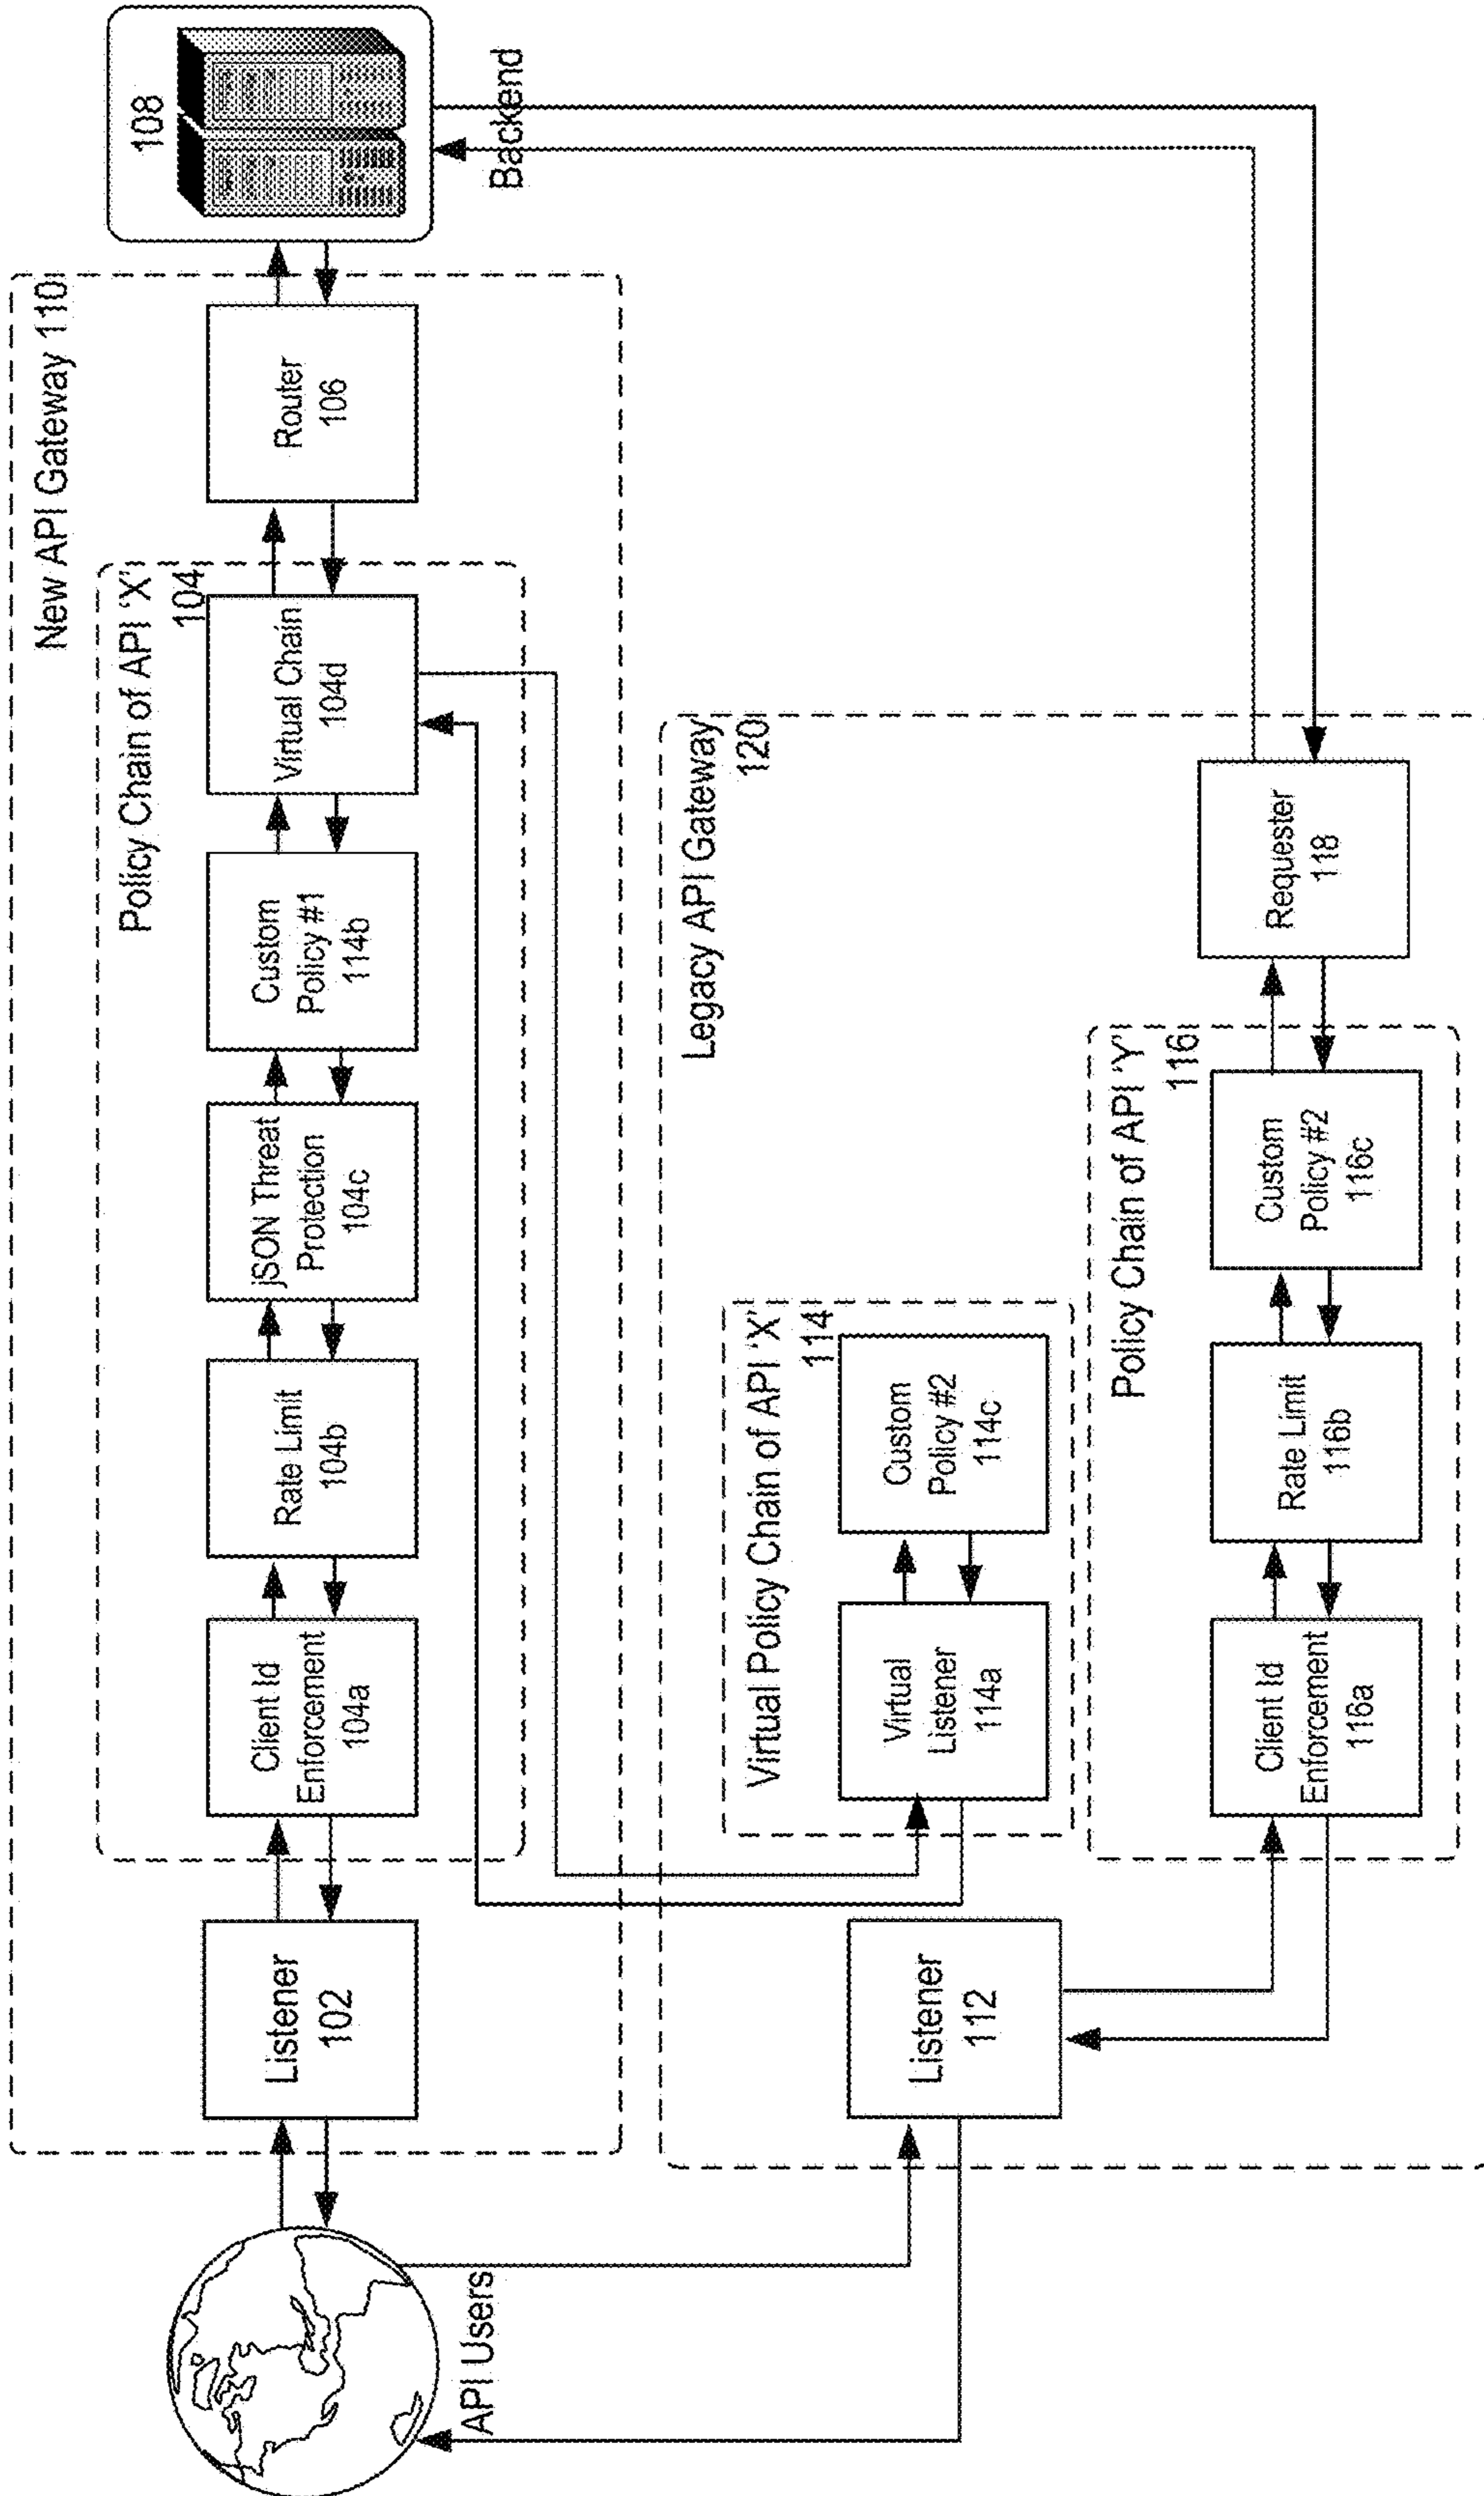 New API Gateway 110
Policy Chain of API 'X'
104
108
Backend
API Users
Listener
102
Client Id
Enforcement
104a
Rate Limit
104b
jSON Threat
Protection
104c
Custom
Policy #1
114b
Virtual Chain
104d
Router
106
Legacy API Gateway
120
Listener
112
Virtual Policy Chain of API 'X'
114
Virtual
Listener
114a
Custom
Policy #2
114c
Policy Chain of API 'Y'
116
Client Id
Enforcement
116a
Rate Limit
116b
Custom
Policy #2
116c
Requester
118